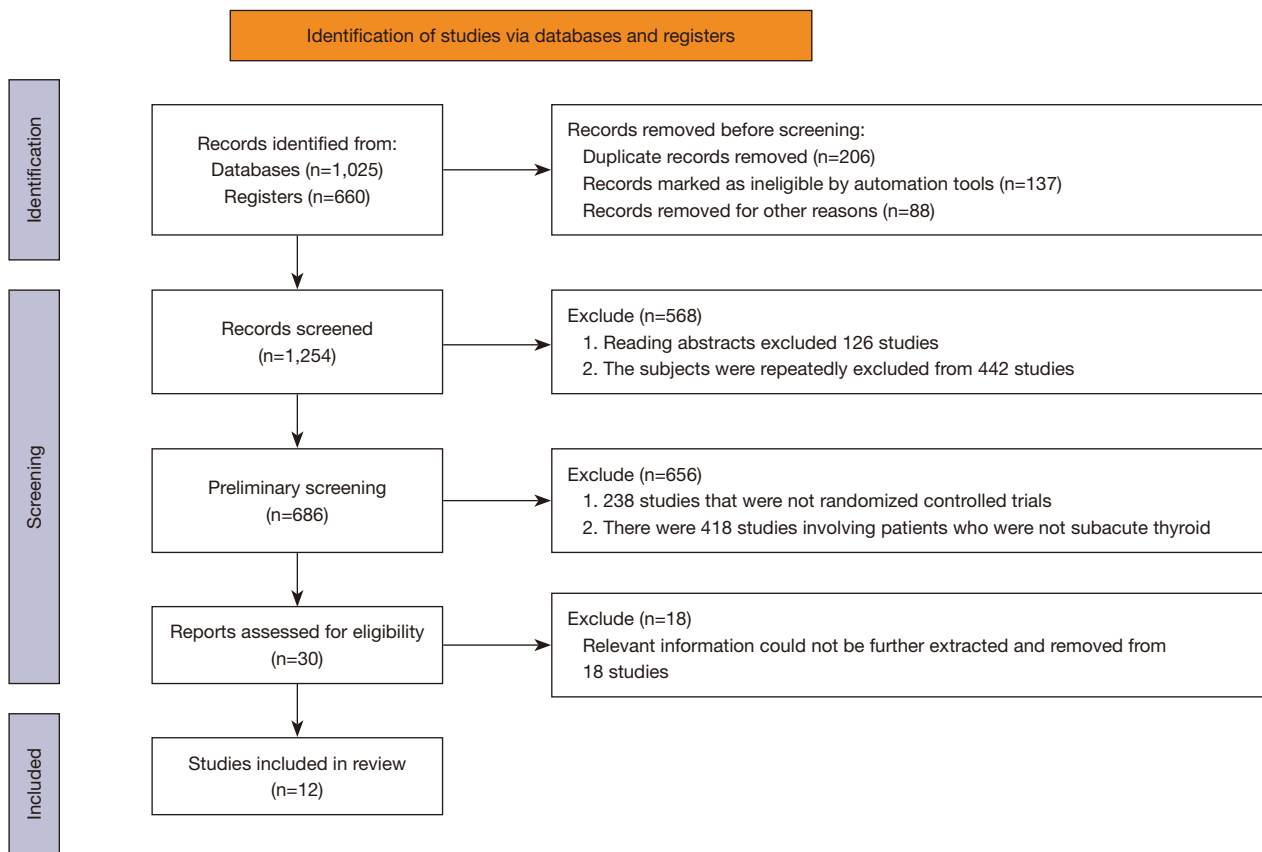 Identification of studies via databases and registers
Identification
Records identified from:
Databases (n=1,025)
Registers (n=660)
Records removed before screening:
Duplicate records removed (n=206)
Records marked as ineligible by automation tools (n=137)
Records removed for other reasons (n=88)
Screening
Records screened
(n=1,254)
Exclude (n=568)
1. Reading abstracts excluded 126 studies
2. The subjects were repeatedly excluded from 442 studies
Preliminary screening
(n=686)
Exclude (n=656)
1. 238 studies that were not randomized controlled trials
2. There were 418 studies involving patients who were not subacute thyroid
Reports assessed for eligibility
(n=30)
Exclude (n=18)
Relevant information could not be further extracted and removed from
18 studies
Included
Studies included in review
(n=12)